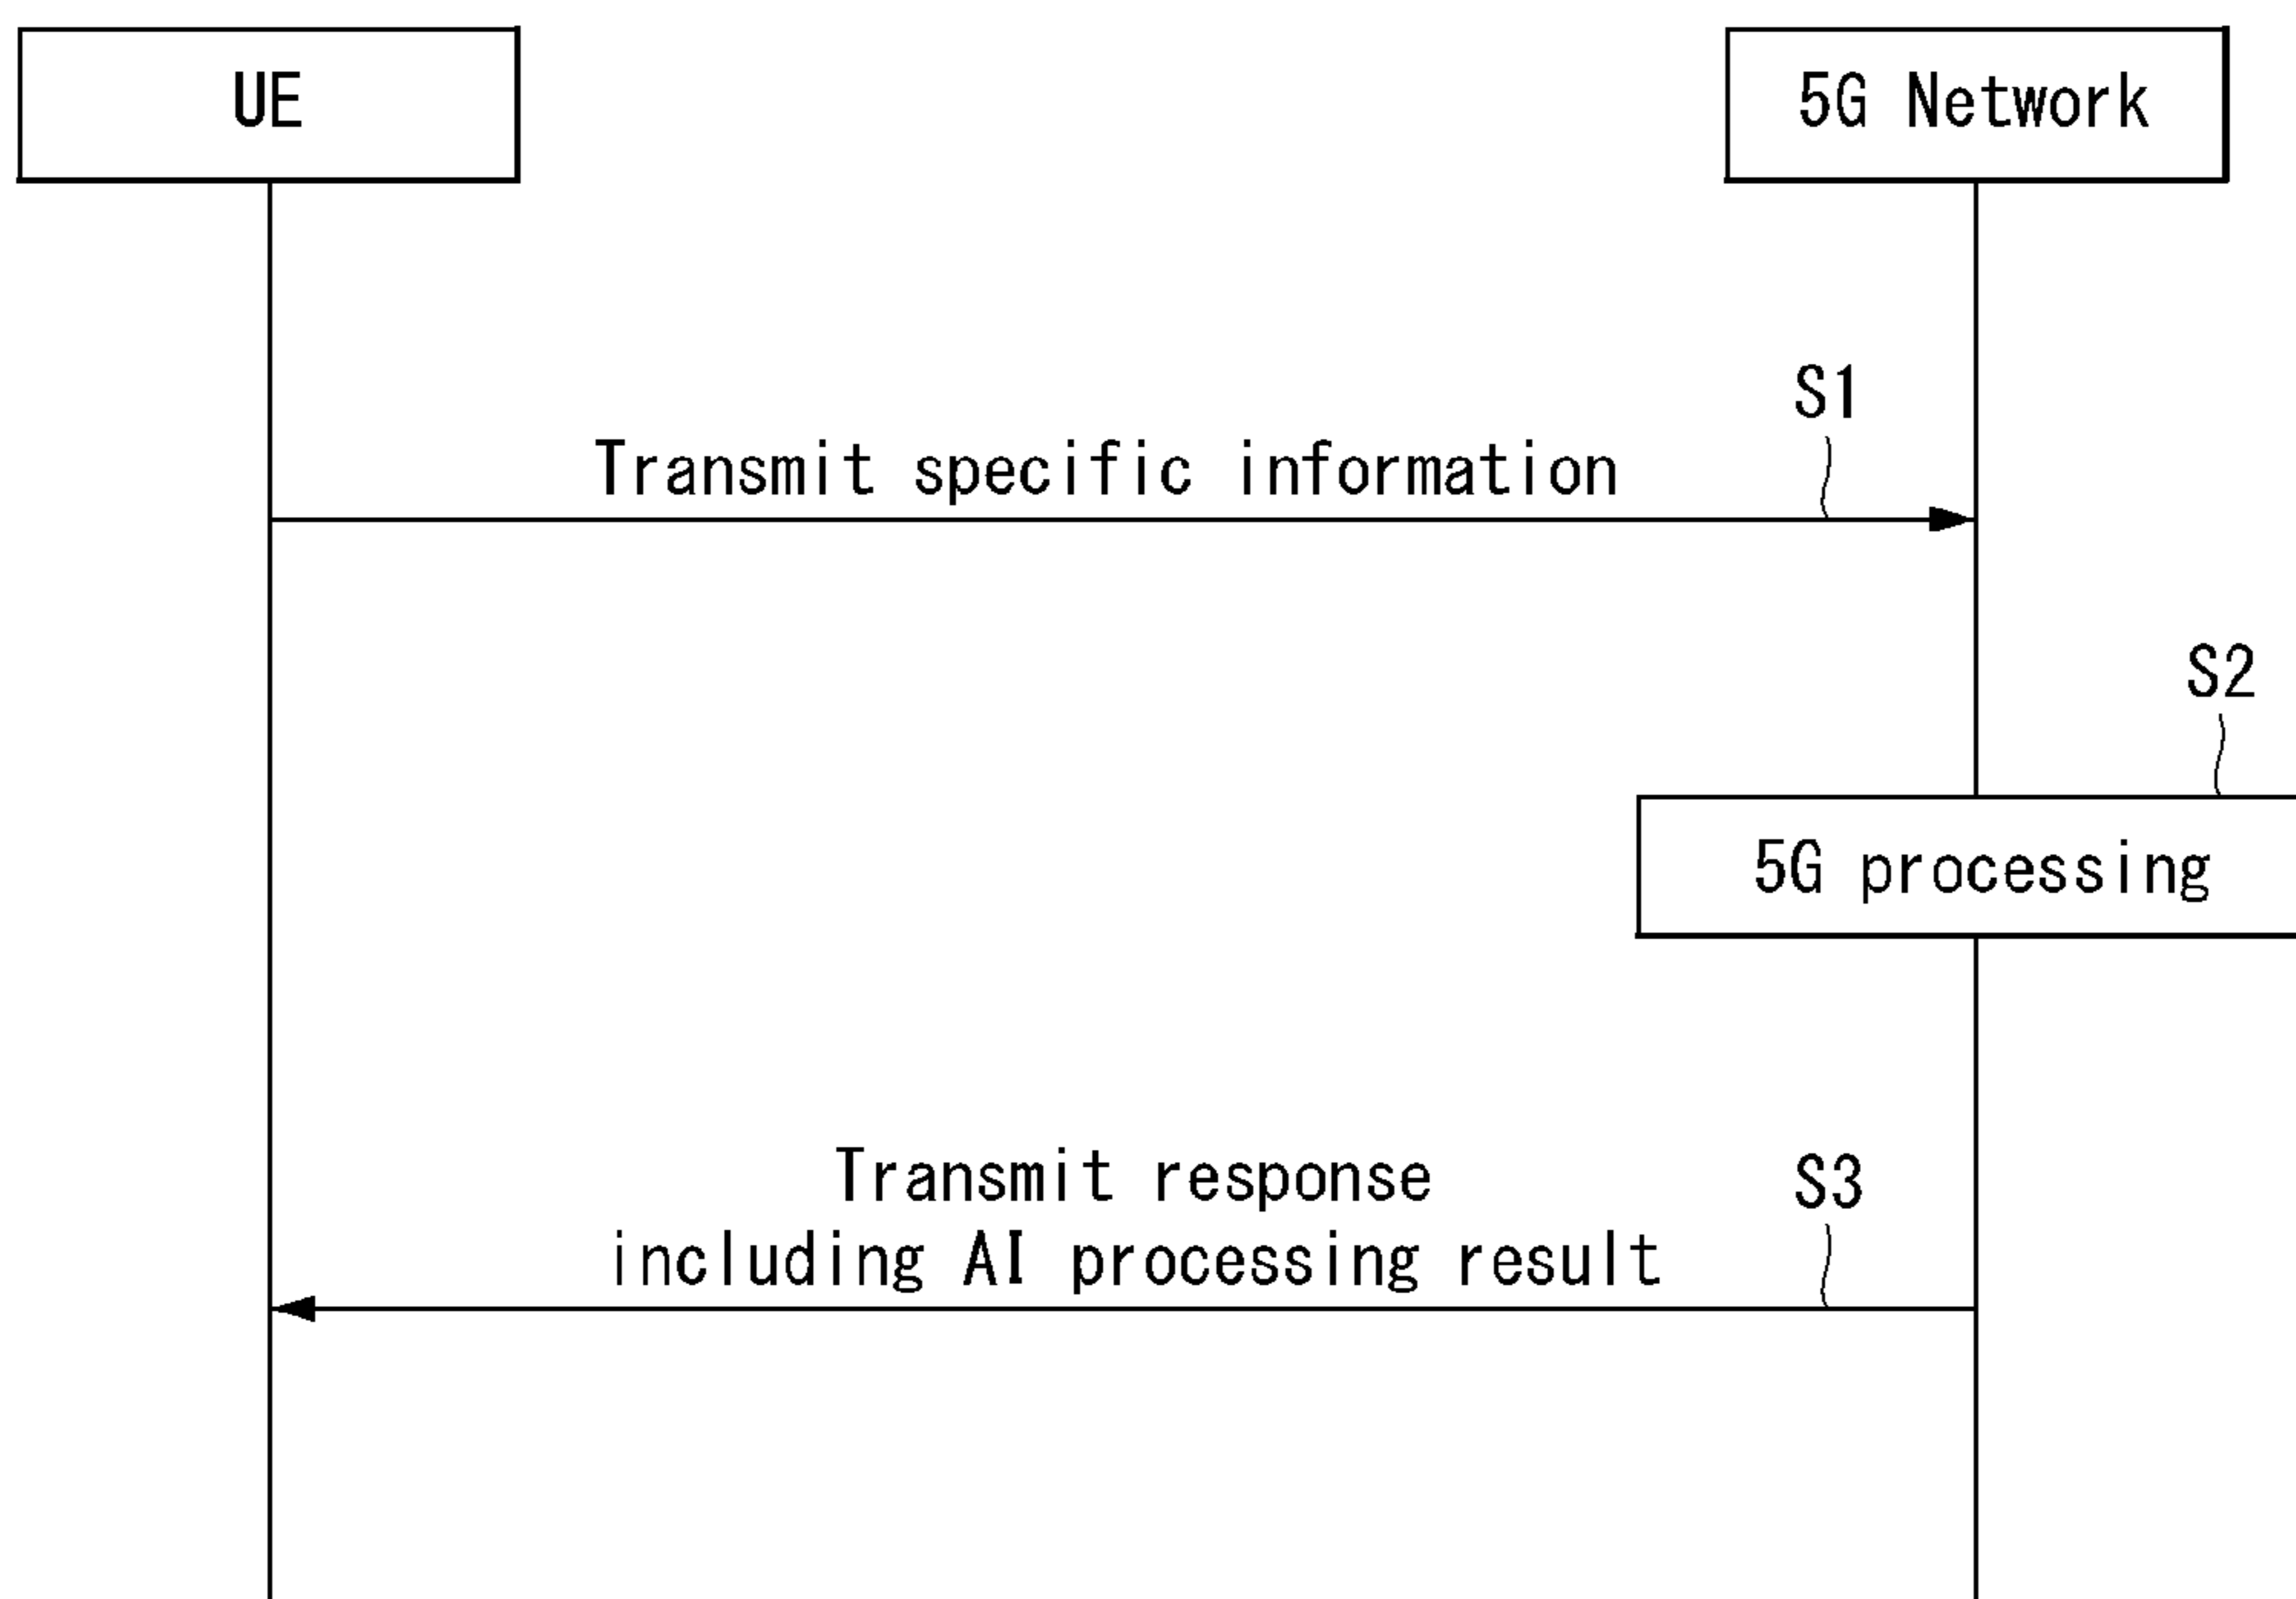 UE
5G Network
S1
Transmit specific information
S2
5G processing
Transmit response
S3
including AI processing result